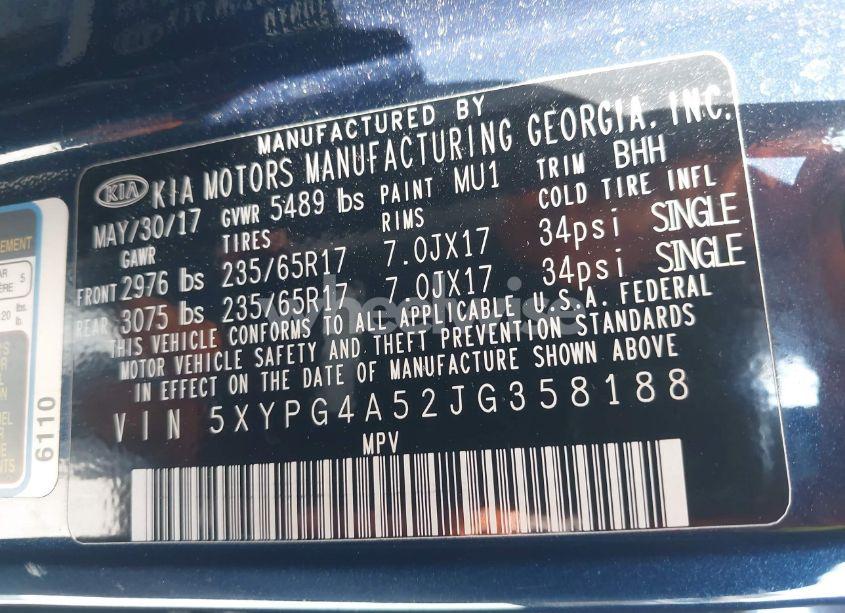 MANUFACTURED BY
KIA KIA MOTORS MANUFACTURING GEORGIA, INC.
MAY/30/17 GVWR 5489 lbs PAINT MU1 TRIM BHH
GAWR TIRES RIMS COLD TIRE INFL
FRONT 2976 lbs 235/65R17 7.0JX17 34psi SINGLE
REAR 3075 lbs 235/65R17 7.0JX17 34psi SINGLE
THIS VEHICLE CONFORMS TO ALL APPLICABLE U.S.A. FEDERAL
MOTOR VEHICLE SAFETY AND THEFT PREVENTION STANDARDS
IN EFFECT ON THE DATE OF MANUFACTURE SHOWN ABOVE
VIN 5XYPG4A52JG358188
MPV
6110